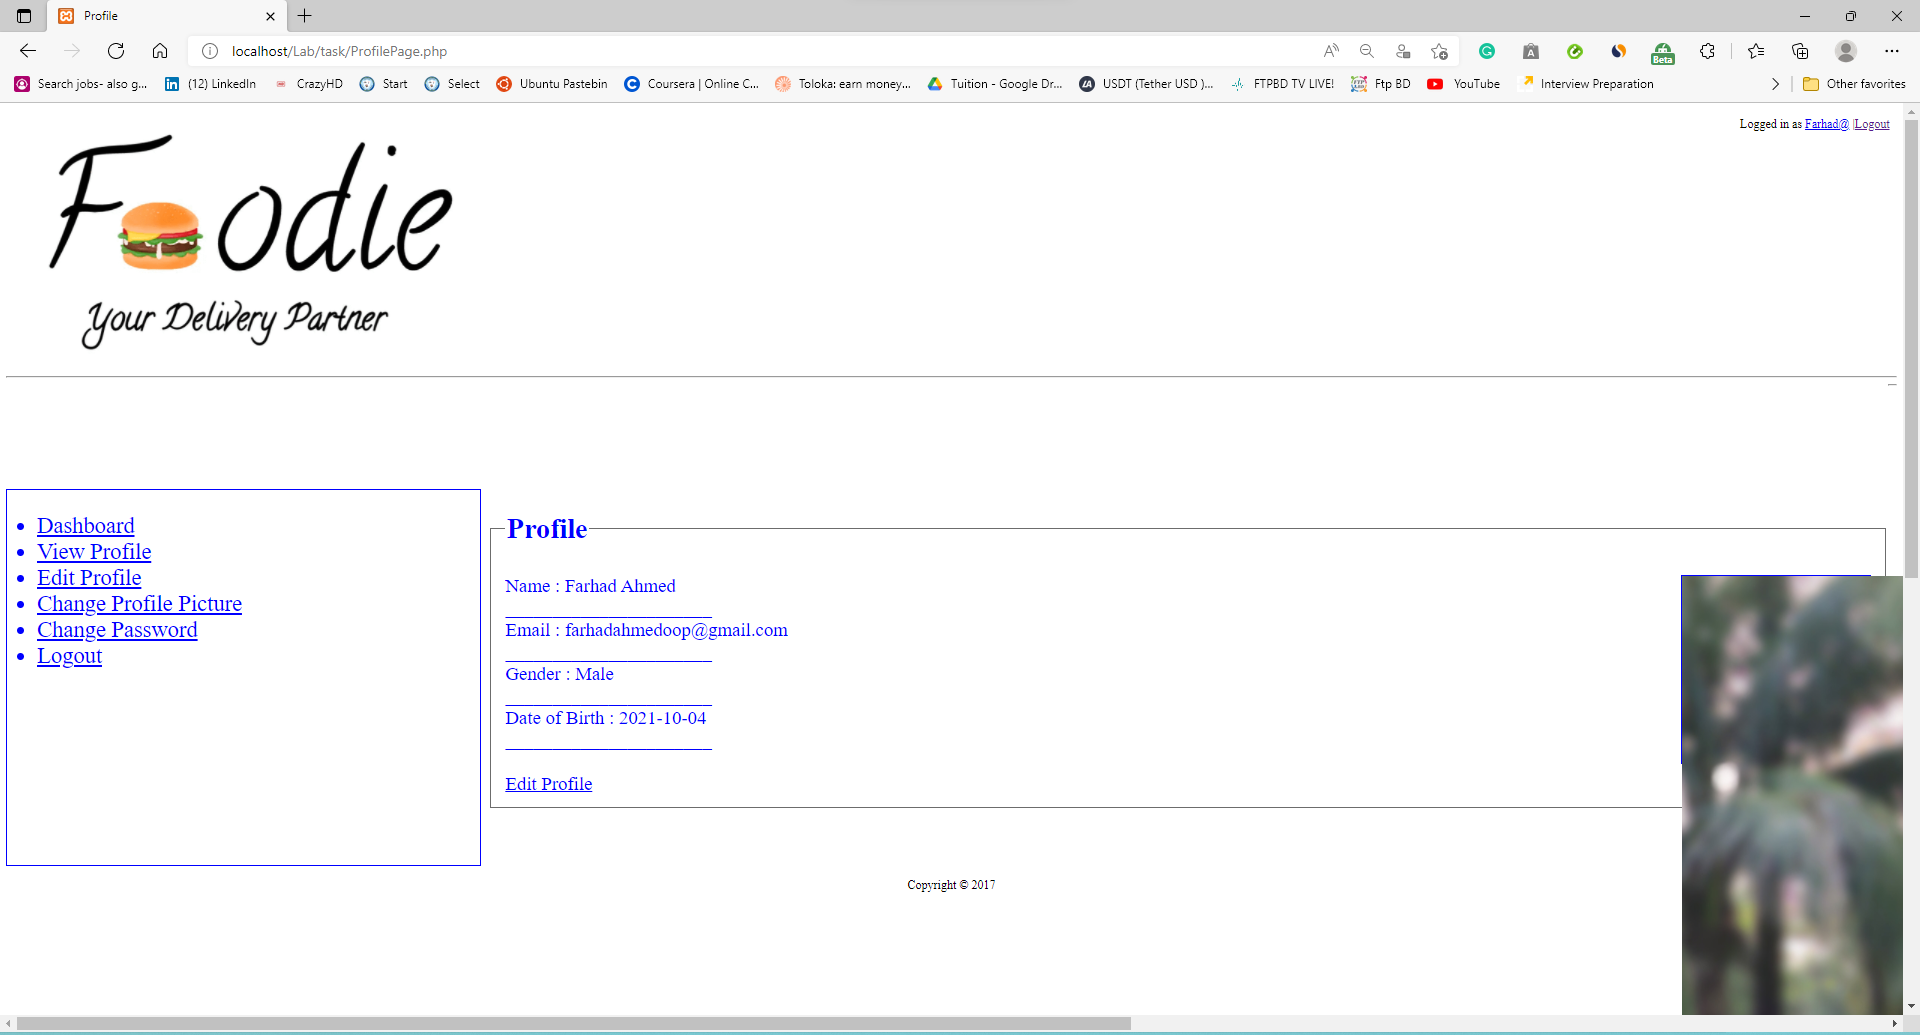 Profile
localhost/Lab/task/ProfilePage.php
Beta
Search jobs- also g... (12) LinkedIn CrazyHD Start Select Ubuntu Pastebin Coursera | Online C... Toloka: earn money... Tuition - Google Dr... USDT (Tether USD )... FTPBD TV LIVE! Ftp BD YouTube Interview Preparation Other favorites
Logged in as Farhad@ |Logout
Foodie
Your Delivery Partner
Dashboard
View Profile
Edit Profile
Change Profile Picture
Change Password
Logout
Profile
Name : Farhad Ahmed
Email : farhadahmedoop@gmail.com
Gender : Male
Date of Birth : 2021-10-04
Edit Profile
Copyright © 2017